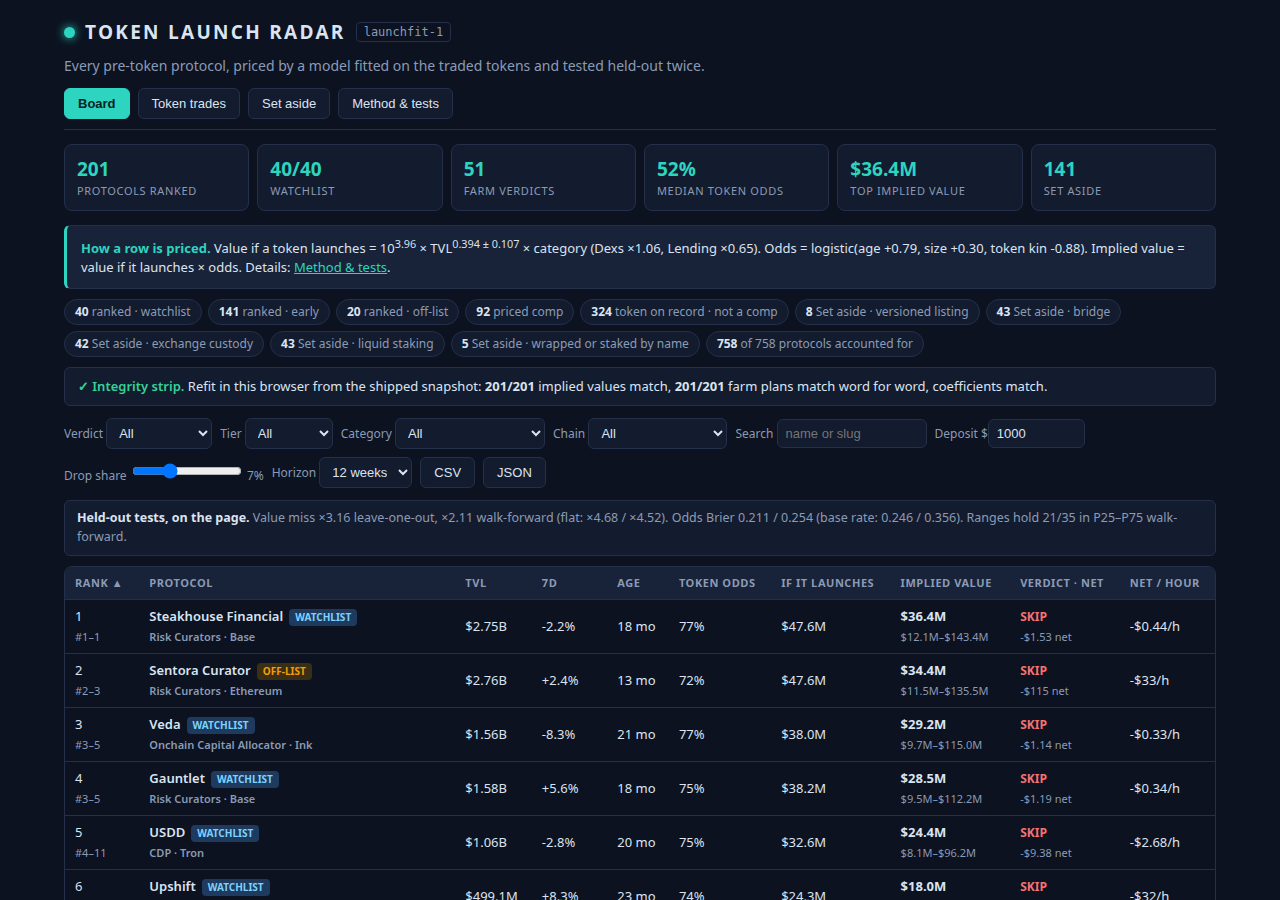 TOKEN LAUNCH RADAR launchfit-1
Every pre-token protocol, priced by a model fitted on the traded tokens and tested held-out twice.
Board Token trades Set aside Method & tests
201 40/40 51 52% $36.4M 141
PROTOCOLS RANKED WATCHLIST FARM VERDICTS MEDIAN TOKEN ODDS TOP IMPLIED VALUE SET ASIDE
How a row is priced. Value if a token launches = 10^3.96 × TVL^0.394 ± 0.107 × category (Dexs ×1.06, Lending ×0.65). Odds = logistic(age +0.79, size +0.30, token kin -0.88). Implied value =
value if it launches × odds. Details: Method & tests.
40 ranked · watchlist 141 ranked · early 20 ranked · off-list 92 priced comp 324 token on record · not a comp 8 Set aside · versioned listing 43 Set aside · bridge
42 Set aside · exchange custody 43 Set aside · liquid staking 5 Set aside · wrapped or staked by name 758 of 758 protocols accounted for
✓ Integrity strip. Refit in this browser from the shipped snapshot: 201/201 implied values match, 201/201 farm plans match word for word, coefficients match.
Verdict All Tier All Category All Chain All Search name or slug Deposit $ 1000
Drop share 7% Horizon 12 weeks CSV JSON
Held-out tests, on the page. Value miss ×3.16 leave-one-out, ×2.11 walk-forward (flat: ×4.68 / ×4.52). Odds Brier 0.211 / 0.254 (base rate: 0.246 / 0.356). Ranges hold 21/35 in P25–P75 walk-
forward.
RANK ▲ PROTOCOL TVL 7D AGE TOKEN ODDS IF IT LAUNCHES IMPLIED VALUE VERDICT · NET NET / HOUR
1 Steakhouse Financial WATCHLIST $2.75B -2.2% 18 mo 77% $47.6M $36.4M SKIP -$0.44/h
#1–1 Risk Curators · Base $12.1M–$143.4M -$1.53 net
2 Sentora Curator OFF-LIST $2.76B +2.4% 13 mo 72% $47.6M $34.4M SKIP -$33/h
#2–3 Risk Curators · Ethereum $11.5M–$135.5M -$115 net
3 Veda WATCHLIST $1.56B -8.3% 21 mo 77% $38.0M $29.2M SKIP -$0.33/h
#3–5 Onchain Capital Allocator · Ink $9.7M–$115.0M -$1.14 net
4 Gauntlet WATCHLIST $1.58B +5.6% 18 mo 75% $38.2M $28.5M SKIP -$0.34/h
#3–5 Risk Curators · Base $9.5M–$112.2M -$1.19 net
5 USDD WATCHLIST $1.06B -2.8% 20 mo 75% $32.6M $24.4M SKIP -$2.68/h
#4–11 CDP · Tron $8.1M–$96.2M -$9.38 net
6 Upshift WATCHLIST $499.1M +8.3% 23 mo 74% $24.3M $18.0M SKIP -$32/h